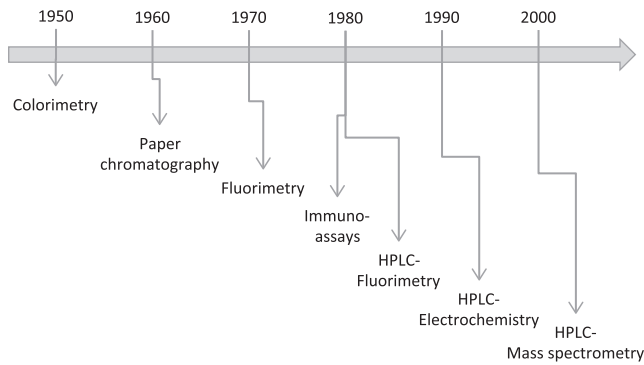 1950 1960 1970 1980 1990 2000
Colorimetry
Paper
chromatography
Fluorimetry
Immuno-
assays
HPLC-
Fluorimetry
HPLC-
Electrochemistry
HPLC-
Mass spectrometry